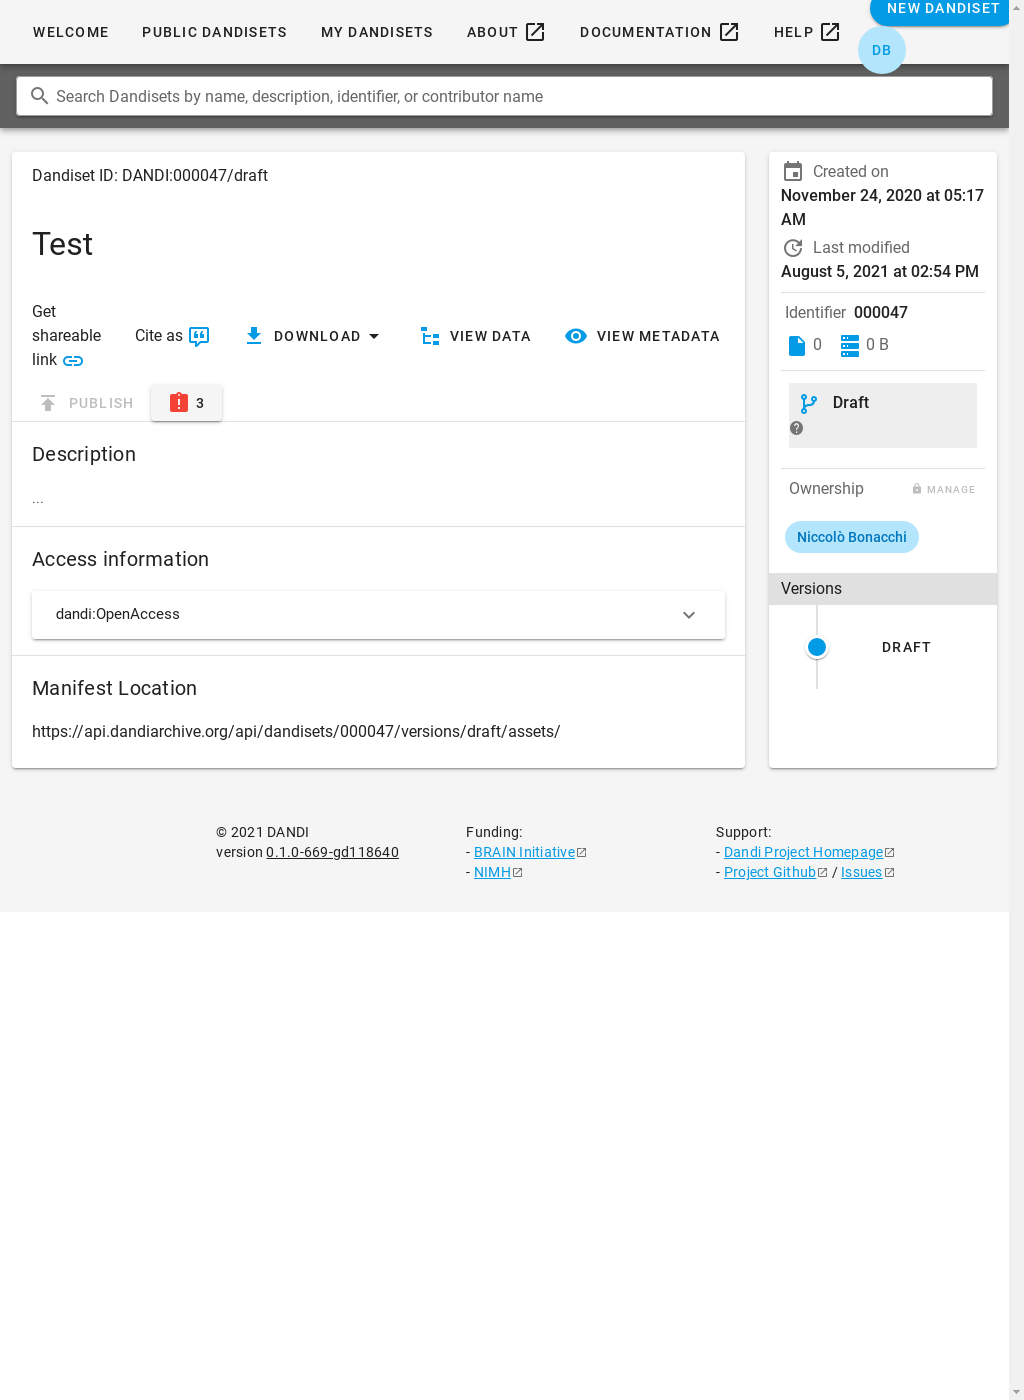 WELCOME
PUBLIC DANDISETS
MY DANDISETS
ABOUT
DOCUMENTATION
HELP
NEW DANDISET
DB
Search Dandisets by name, description, identifier, or contributor name
Dandiset ID: DANDI:000047/draft
Test
Get
shareable
link
Cite as
DOWNLOAD
VIEW DATA
VIEW METADATA
PUBLISH
3
Description
...
Access information
dandi:OpenAccess
Manifest Location
https://api.dandiarchive.org/api/dandisets/000047/versions/draft/assets/
Created on
November 24, 2020 at 05:17
AM
Last modified
August 5, 2021 at 02:54 PM
Identifier 000047
0
0 B
Draft
Ownership
MANAGE
Niccolò Bonacchi
Versions
DRAFT
© 2021 DANDI
version 0.1.0-669-gd118640
Funding:
- BRAIN Initiative
- NIMH
Support:
- Dandi Project Homepage
- Project Github / Issues